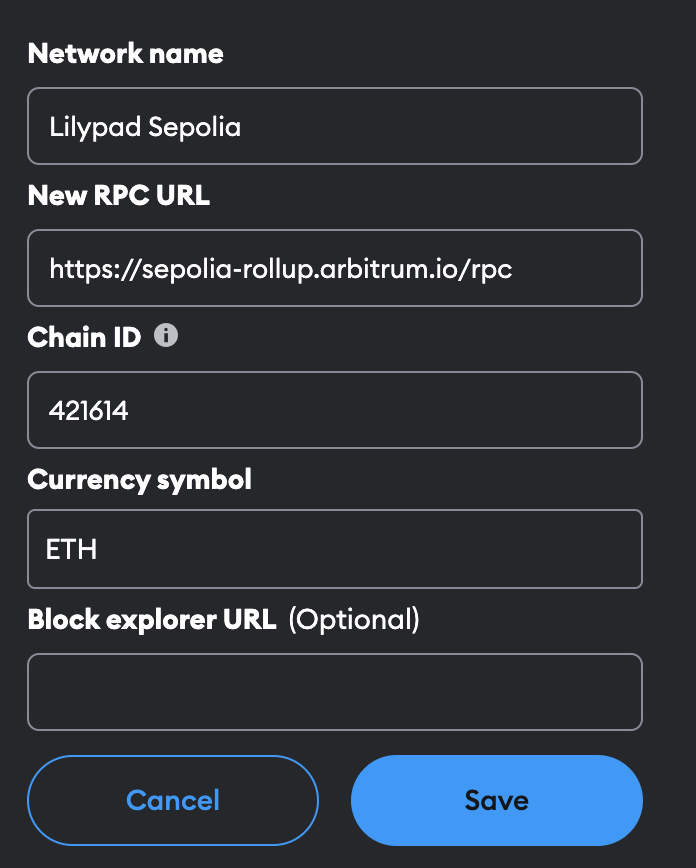 Network name
Lilypad Sepolia
New RPC URL
https://sepolia-rollup.arbitrum.io/rpc
Chain ID
421614
Currency symbol
ETH
Block explorer URL (Optional)
Cancel Save